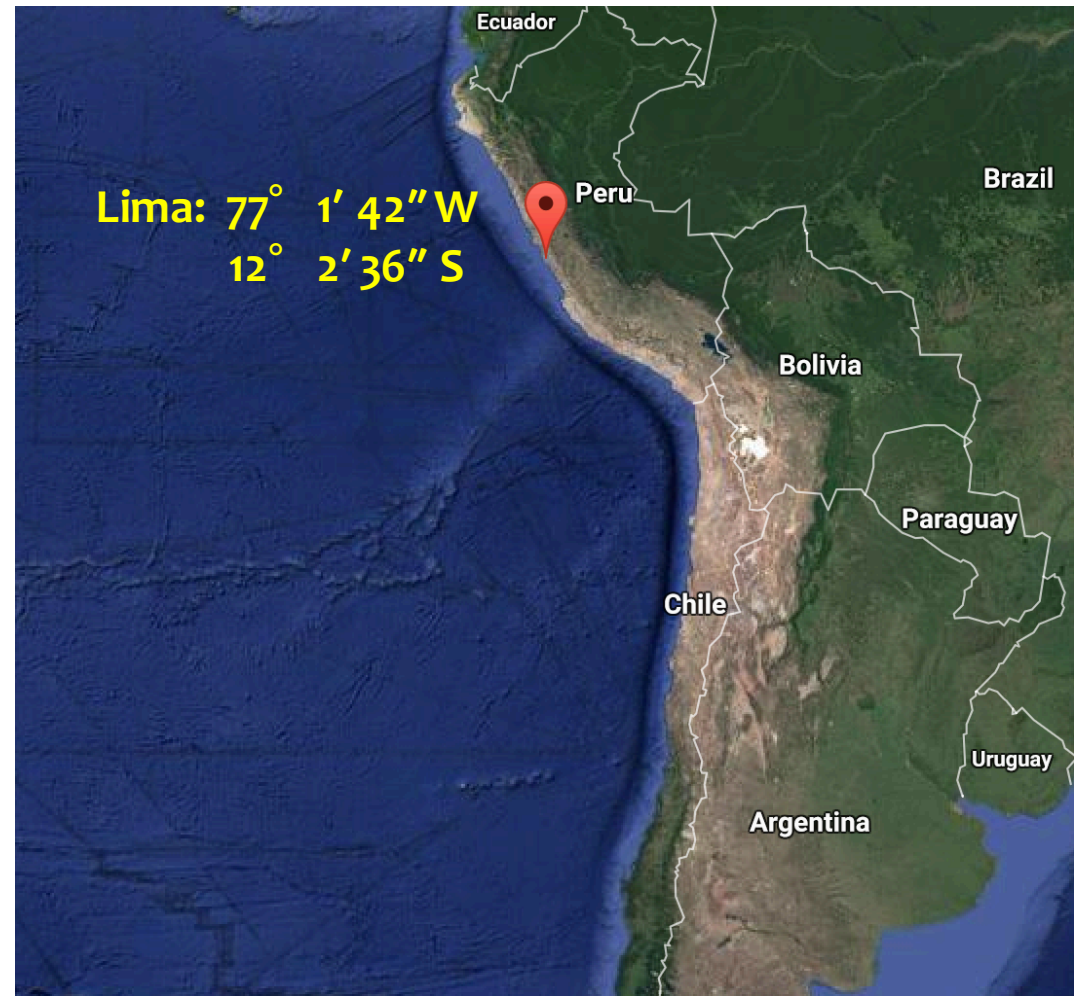 Ecuador
Brazil
Peru
Lima: 77° 1′ 42″ W
12° 2′ 36″ S
Bolivia
Paraguay
Chile
Uruguay
Argentina